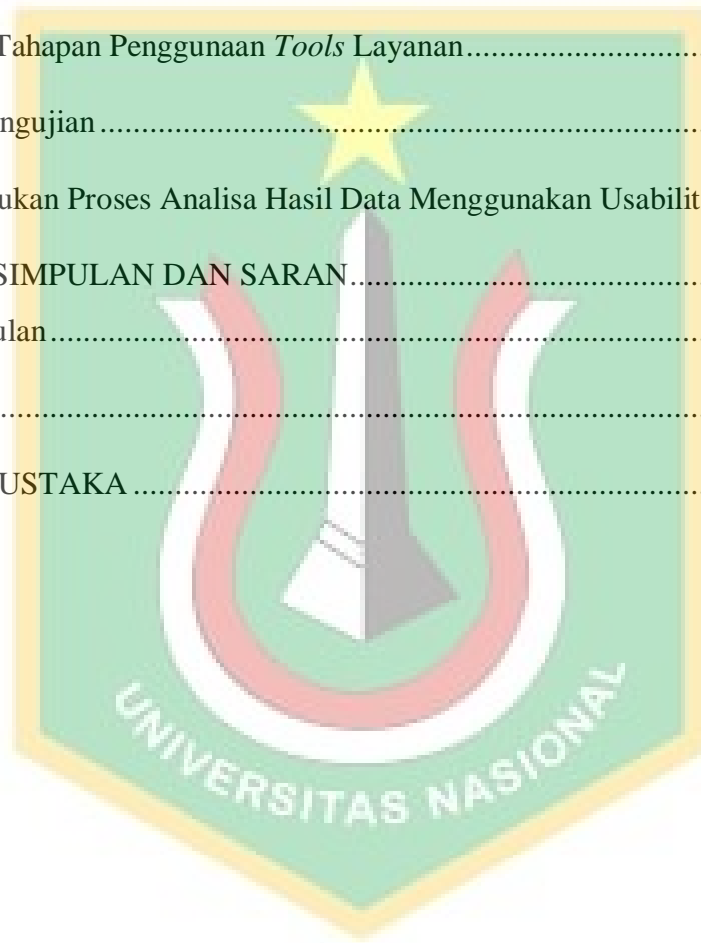 Tahapan Penggunaan Tools Layanan.......................
ngujian.......................................................................
ukan Proses Analisa Hasil Data Menggunakan Usabilit
SIMPULAN DAN SARAN...........................................
ulan.............................................................................
....................................................................................
USTAKA......................................................................
UNIVERSITAS NASIONAL